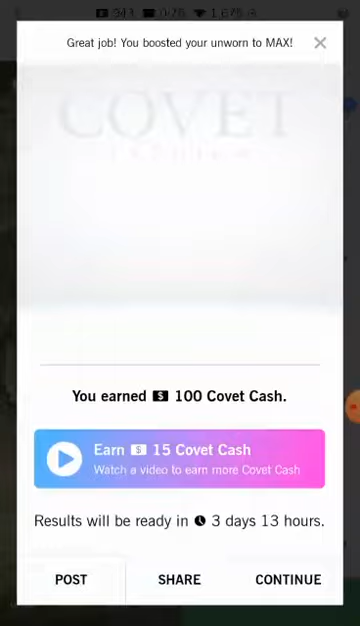 Great job! You boosted your unworn to MAX!
COVET
You earned 100 Covet Cash.
Earn 15 Covet Cash
Watch a video to earn more Covet Cash
Results will be ready in 3 days 13 hours.
POST
SHARE
CONTINUE